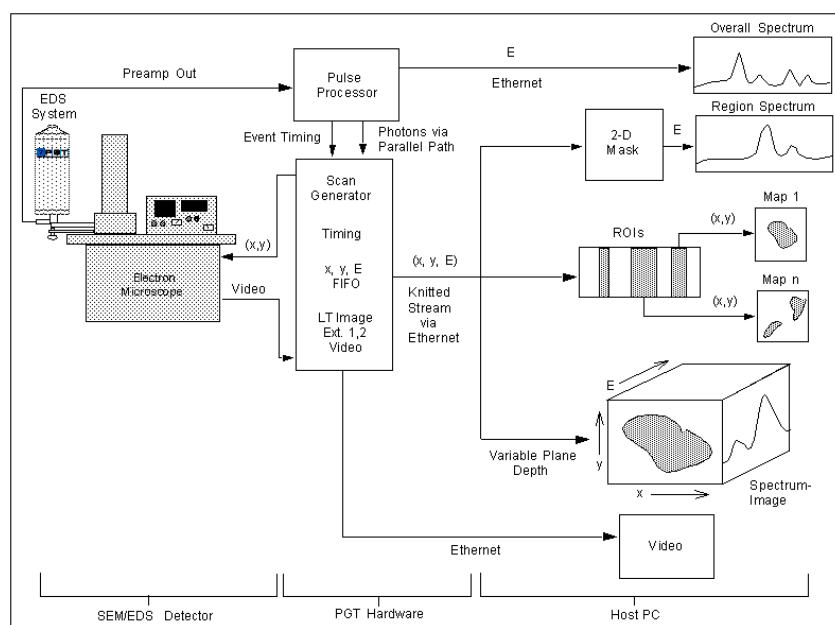 Overall Spectrum
E
Ethernet
Preamp Out
Pulse
Processor
EDS
System
Region Spectrum
Event Timing
Photons via
Parallel Path
2-D
Mask
E
Scan
Generator
Timing
x, y, E
FIFO
LT Image
Ext. 1,2
Video
(x,y)
Electron
Microscope
Video
(x, y, E)
Knitted
Stream
via
Ethernet
ROIs
(x,y)
Map 1
(x,y)
Map n
E
y
x
Variable Plane
Depth
Spectrum-
Image
Ethernet
Video
SEM/EDS Detector
PGT Hardware
Host PC